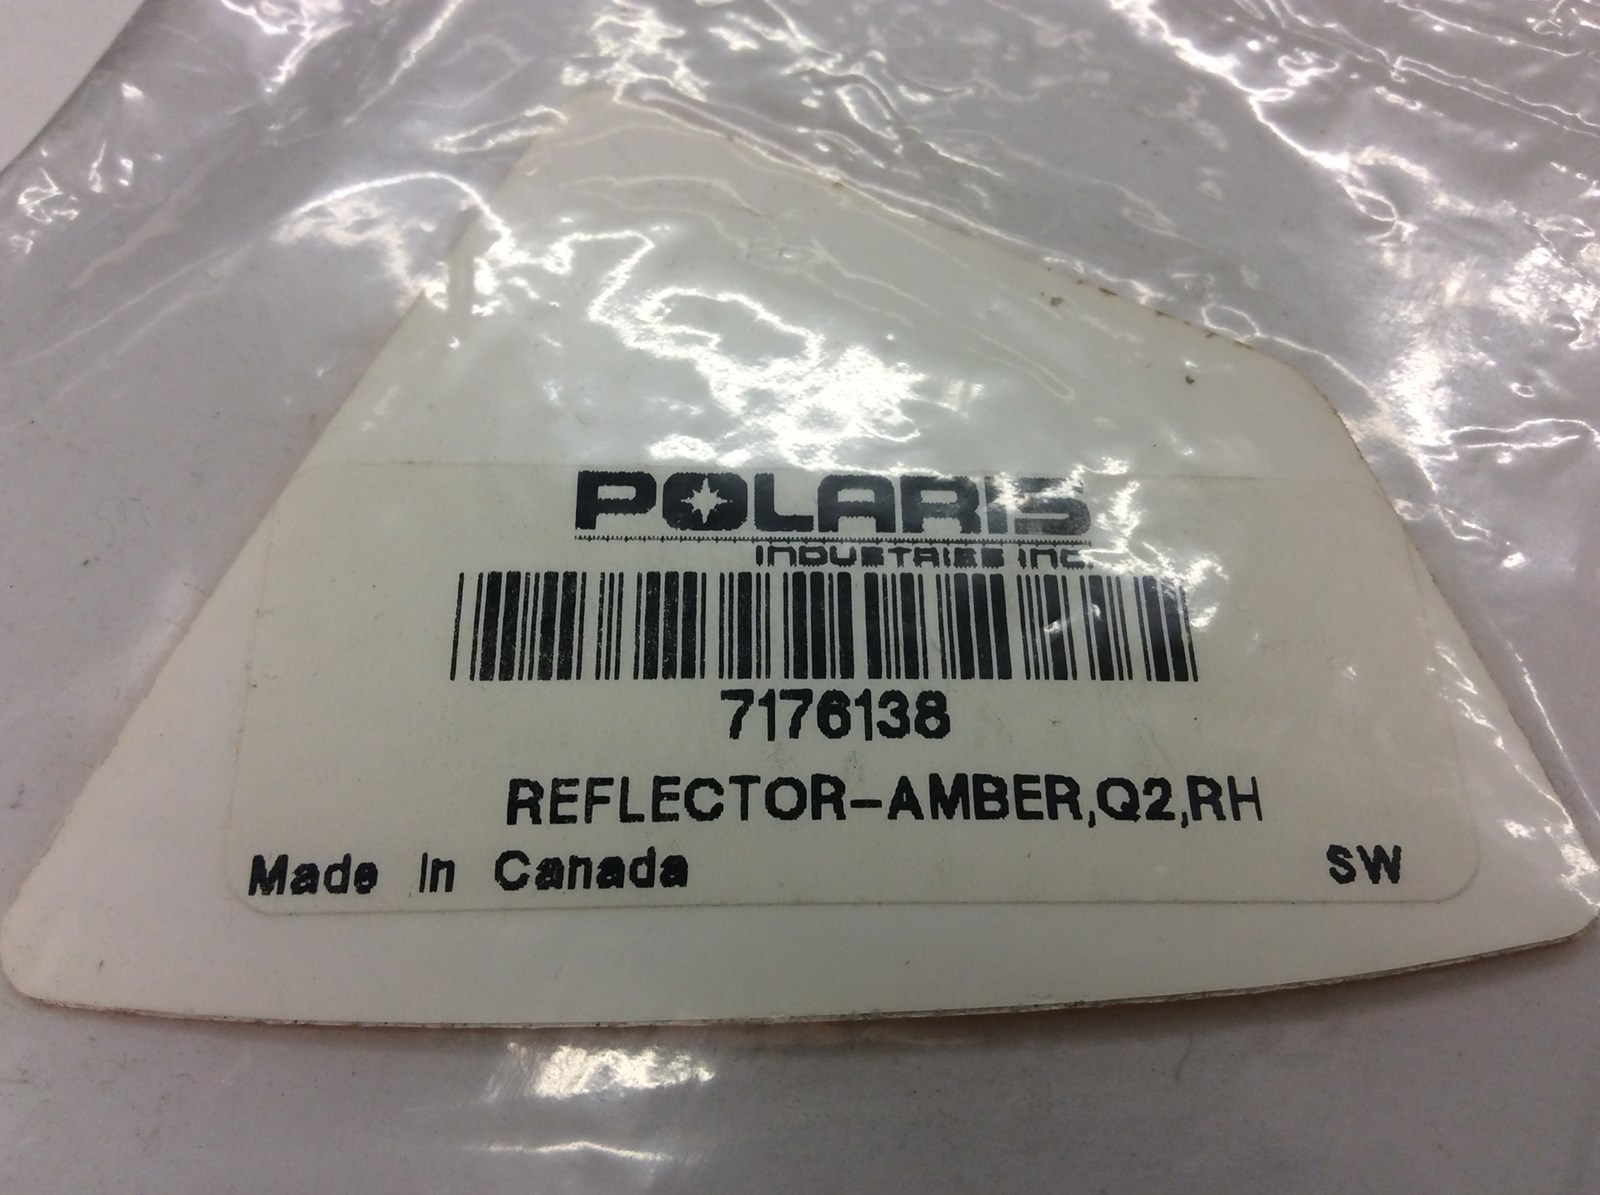 POLARIS
INDUSTRIES INC.
7176138
REFLECTOR-AMBER,Q2,RH
Made In Canada SW